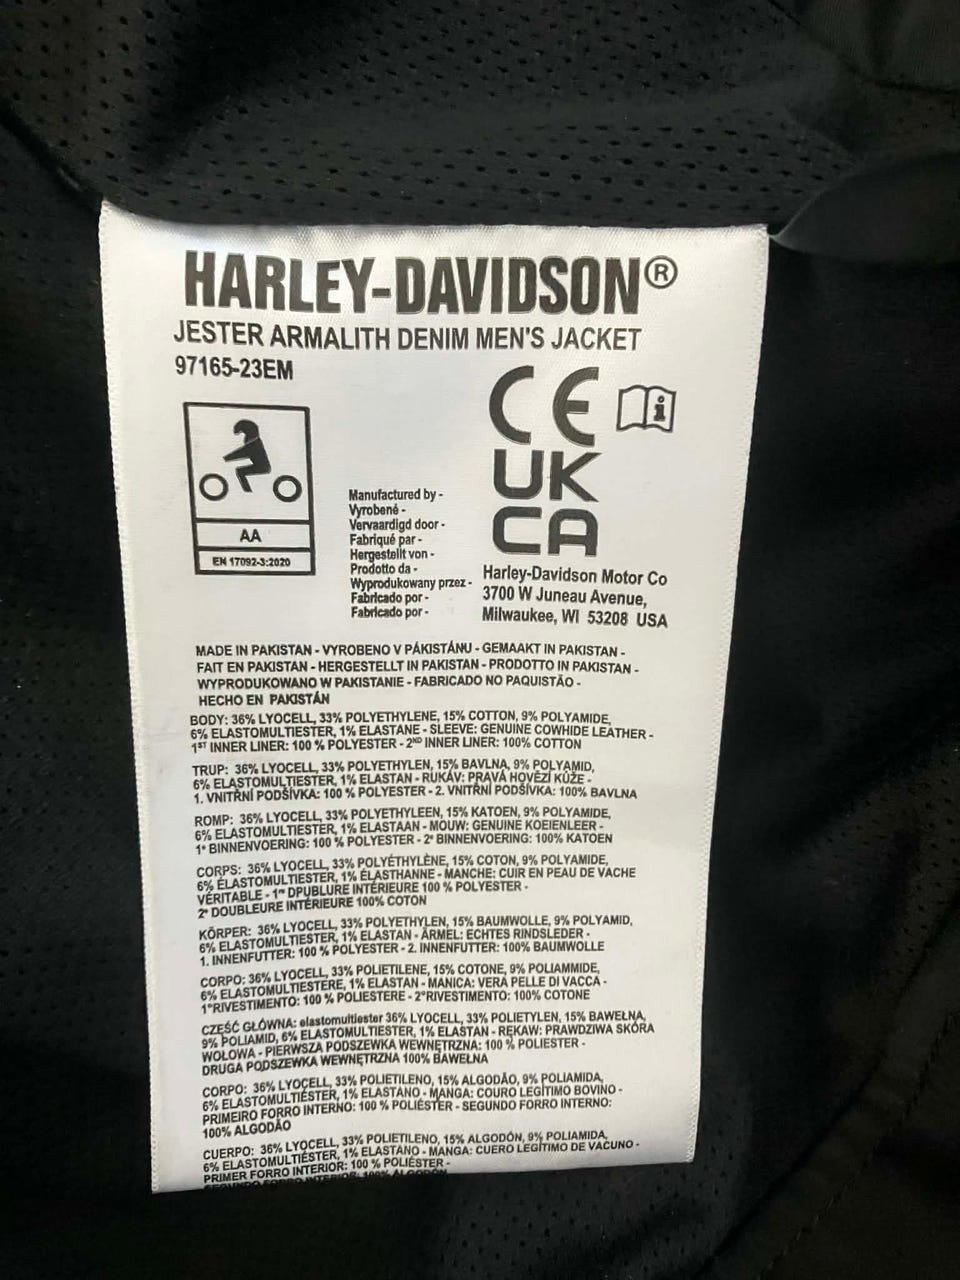 HARLEY-DAVIDSON®
JESTER ARMALITH DENIM MEN'S JACKET
97165-23EM
CE
i
UK
CA
AA
EN 17092-3:2020
Manufactured by -
Vyrobené -
Vervaardigd door -
Fabriqué par -
Hergestellt von -
Prodotto da -
Wyprodukowany przez -
Fabricado por -
Fabricado por -
Harley-Davidson Motor Co
3700 W Juneau Avenue,
Milwaukee, WI 53208 USA
MADE IN PAKISTAN - VYROBENO V PÁKISTÁNU - GEMAAKT IN PAKISTAN -
FAIT EN PAKISTAN - HERGESTELLT IN PAKISTAN - PRODOTTO IN PAKISTAN -
WYPRODUKOWANO W PAKISTANIE - FABRICADO NO PAQUISTÃO -
HECHO EN PAKISTÁN
BODY: 36% LYOCELL, 33% POLYETHYLENE, 15% COTTON, 9% POLYAMIDE,
6% ELASTOMULTIESTER, 1% ELASTANE - SLEEVE: GENUINE COWHIDE LEATHER -
1ST INNER LINER: 100 % POLYESTER - 2ND INNER LINER: 100% COTTON
TRUP: 36% LYOCELL, 33% POLYETHYLEN, 15% BAVLNA, 9% POLYAMID,
6% ELASTOMULTIESTER, 1% ELASTAN - RUKÁV: PRAVÁ HOVĚZÍ KŮŽE -
1. VNITŘNÍ PODŠÍVKA: 100 % POLYESTER - 2. VNITŘNÍ PODŠÍVKA: 100% BAVLNA
ROMP: 36% LYOCELL, 33% POLYETHYLEEN, 15% KATOEN, 9% POLYAMIDE,
6% ELASTOMULTIESTER, 1% ELASTAAN - MOUW: GENUINE KOEIENLEER -
1e BINNENVOERING: 100 % POLYESTER - 2e BINNENVOERING: 100% KATOEN
CORPS: 36% LYOCELL, 33% POLYÉTHYLÈNE, 15% COTON, 9% POLYAMIDE,
6% ÉLASTOMULTIESTER, 1% ÉLASTHANNE - MANCHE: CUIR EN PEAU DE VACHE
VÉRITABLE - 1re DPUBLURE INTÉRIEURE 100 % POLYESTER -
2e DOUBLEURE INTÉRIEURE 100% COTON
KÖRPER: 36% LYOCELL, 33% POLYETHYLEN, 15% BAUMWOLLE, 9% POLYAMID,
6% ELASTOMULTIESTER, 1% ELASTAN - ÄRMEL: ECHTES RINDSLEDER -
1. INNENFUTTER: 100 % POLYESTER - 2. INNENFUTTER: 100% BAUMWOLLE
CORPO: 36% LYOCELL, 33% POLIETILENE, 15% COTONE, 9% POLIAMMIDE,
6% ELASTOMULTIESTERE, 1% ELASTAN - MANICA: VERA PELLE DI VACCA -
1°RIVESTIMENTO: 100 % POLIESTERE - 2°RIVESTIMENTO: 100% COTONE
CZEŚĆ GŁÓWNA: elastomultiester 36% LYOCELL, 33% POLIETYLEN, 15% BAWEŁNA,
9% POLIAMID, 6% ELASTOMULTIESTER, 1% ELASTAN - RĘKAW: PRAWDZIWA SKÓRA
WOŁOWA - PIERWSZA PODSZEWKA WEWNĘTRZNA: 100 % POLIESTER -
DRUGA PODSZEWKA WEWNĘTRZNA 100% BAWEŁNA
CORPO: 36% LYOCELL, 33% POLIETILENO, 15% ALGODÃO, 9% POLIAMIDA,
6% ELASTOMULTIÉSTER, 1% ELASTANO - MANGA: COURO LEGÍTIMO BOVINO -
PRIMEIRO FORRO INTERNO: 100 % POLIÉSTER - SEGUNDO FORRO INTERNO:
100% ALGODÃO
CUERPO: 36% LYOCELL, 33% POLIETILENO, 15% ALGODÓN, 9% POLIAMIDA,
6% ELASTOMULTIÉSTER, 1% ELASTANO - MANGA: CUERO LEGÍTIMO DE VACUNO -
PRIMER FORRO INTERIOR: 100 % POLIÉSTER -
SEGUNDO FORRO INTERIOR: 100% ALGODÓN